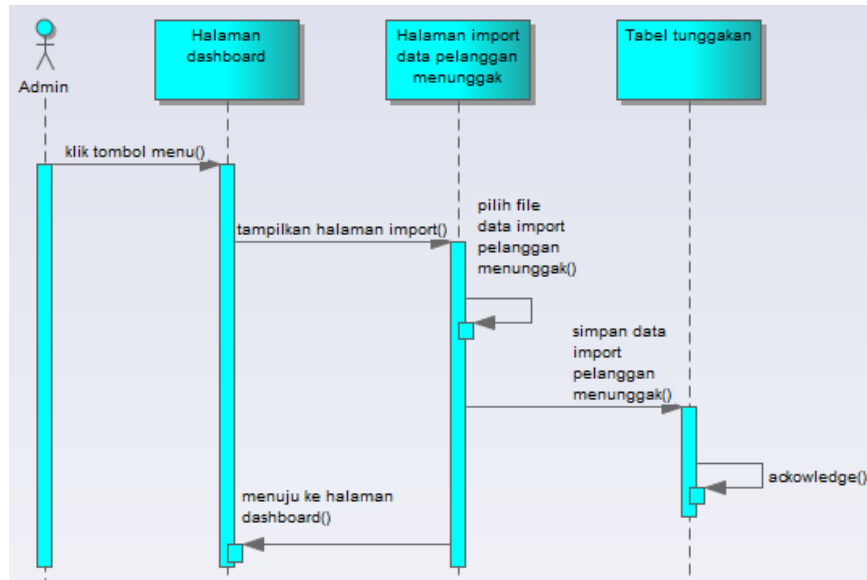 Admin
Halaman
dashboard
Halaman import
data pelanggan
menunggak
Tabel tunggakan
klik tombol menu()
tampilkan halaman import()
pilih file
data import
pelanggan
menunggak()
simpan data
import
pelanggan
menunggak()
ackowledge()
menuju ke halaman
dashboard()